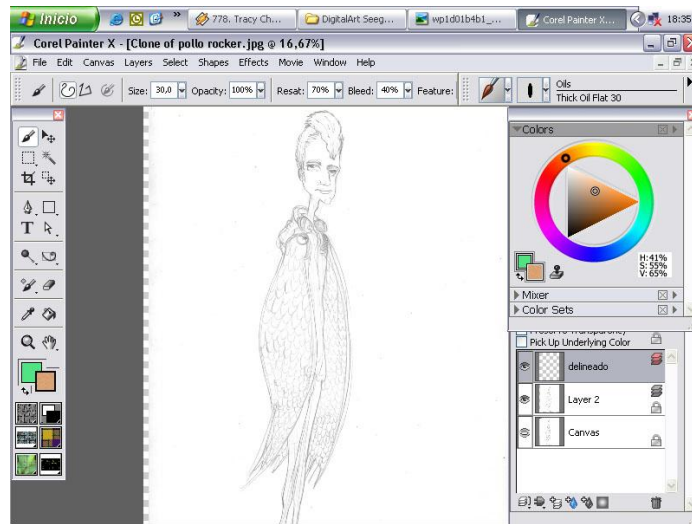 Inicio
778. Tracy Ch...
DigitalArt Seeg...
wp1d01b4b1_...
Corel Painter X...
18:35
Corel Painter X - [Clone of pollo rocker.jpg @ 16,67%]
File Edit Canvas Layers Select Shapes Effects Movie Window Help
Size: 30,0 Opacity: 100% Resat: 70% Bleed: 40% Feature:
Oils
Thick Oil Flat 30
Colors
H:41%
S:55%
V:65%
Mixer
Color Sets
Preserve Transparency
Pick Up Underlying Color
delineado
Layer 2
Canvas